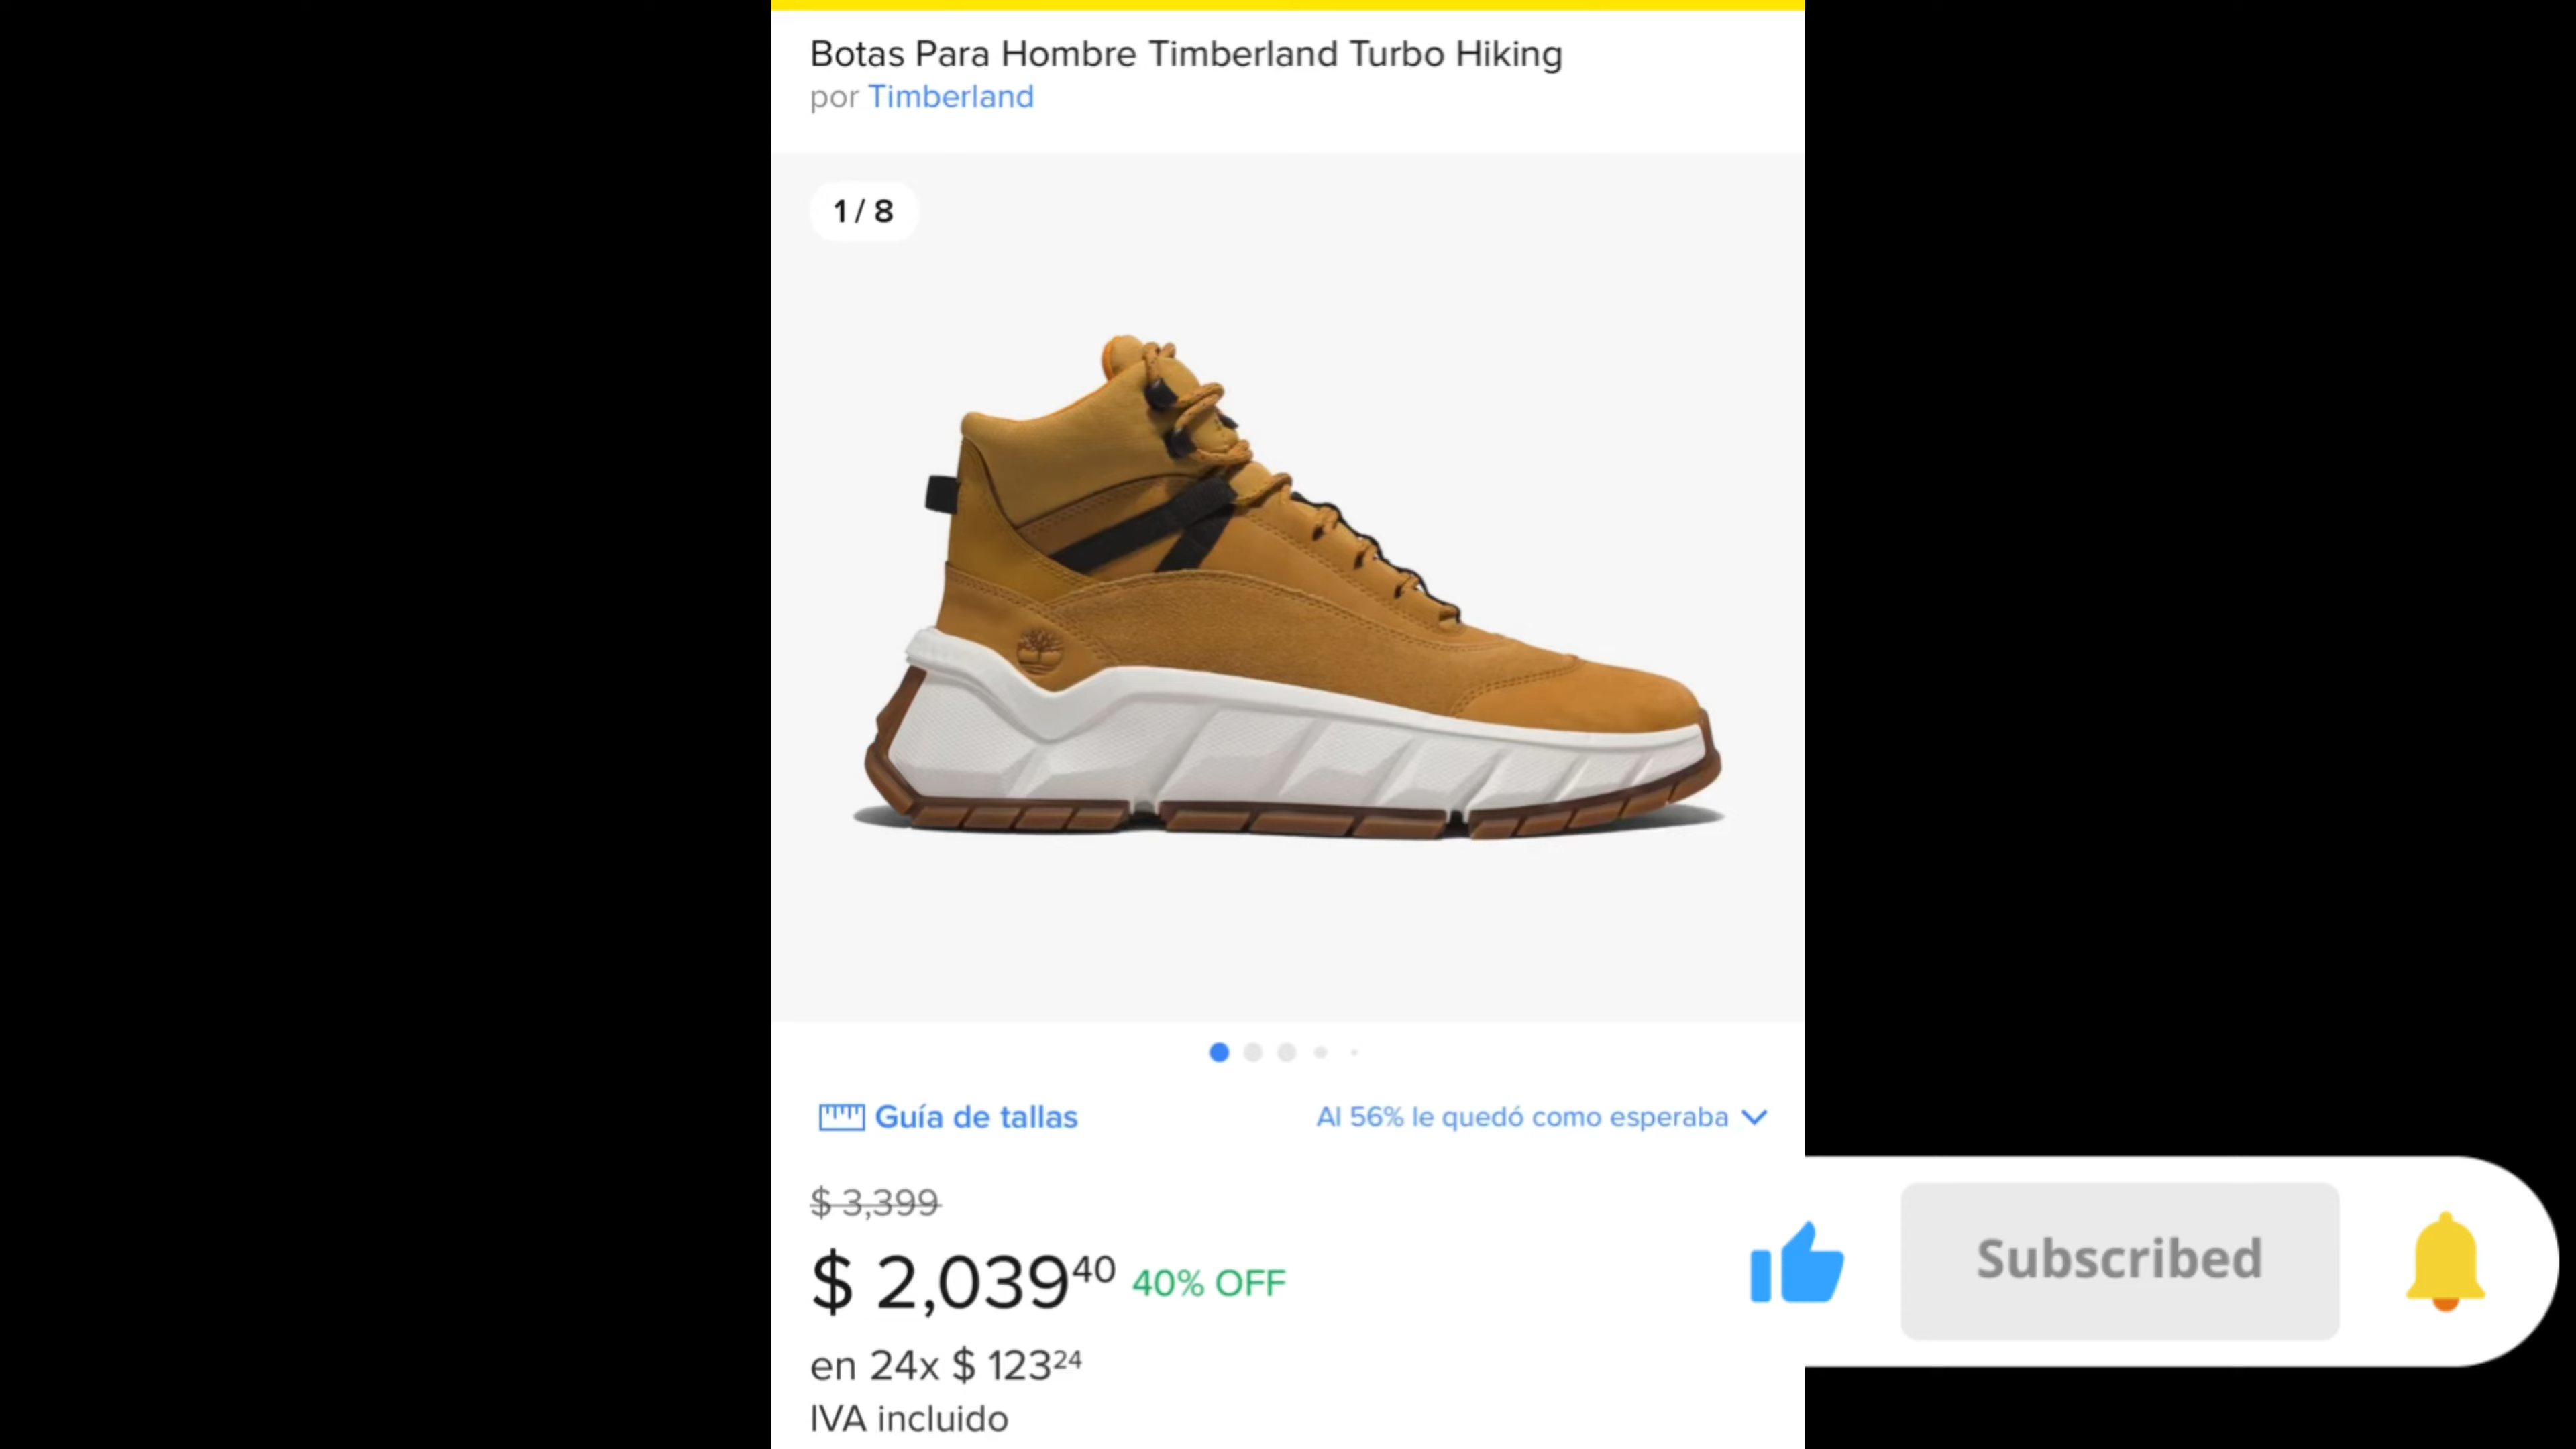 Botas Para Hombre Timberland Turbo Hiking
por Timberland
1 / 8
Guía de tallas
Al 56% le quedó como esperaba
$ 3,399
$ 2,039 40 40% OFF
en 24x $ 123 24
IVA incluido
Subscribed